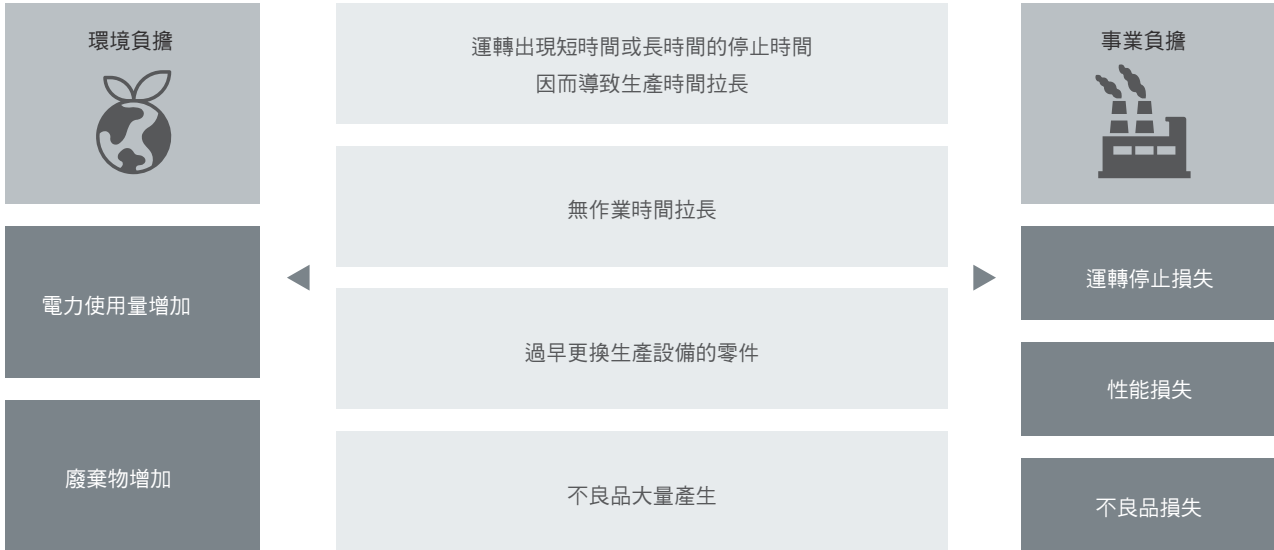 環境負擔
電力使用量增加
廢棄物增加
運轉出現短時間或長時間的停止時間
因而導致生產時間拉長
無作業時間拉長
過早更換生產設備的零件
不良品大量產生
事業負擔
運轉停止損失
性能損失
不良品損失